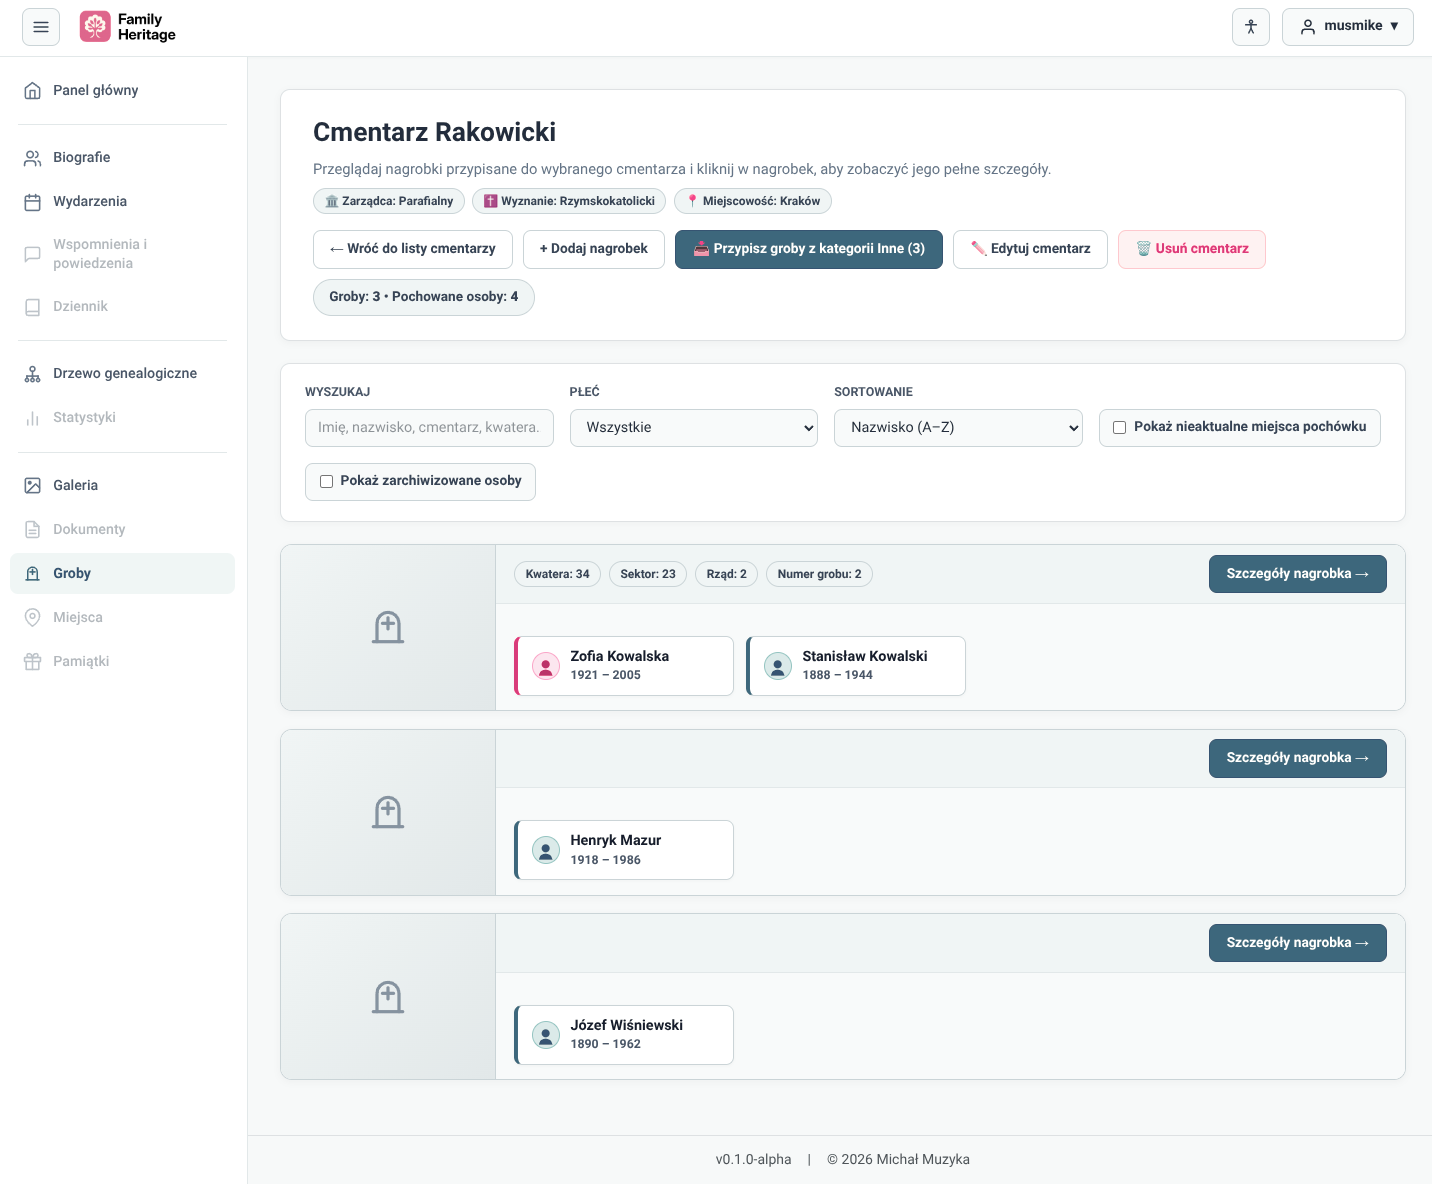 Family
Heritage
musmike ▼
Panel główny
Biografie
Wydarzenia
Wspomnienia i
powiedzenia
Dziennik
Drzewo genealogiczne
Statystyki
Galeria
Dokumenty
Groby
Miejsca
Pamiątki
Cmentarz Rakowicki
Przeglądaj nagrobki przypisane do wybranego cmentarza i kliknij w nagrobek, aby zobaczyć jego pełne szczegóły.
🏛️ Zarządca: Parafialny
✝️ Wyznanie: Rzymskokatolicki
📍 Miejscowość: Kraków
← Wróć do listy cmentarzy
+ Dodaj nagrobek
📥 Przypisz groby z kategorii Inne (3)
✏️ Edytuj cmentarz
🗑️ Usuń cmentarz
Groby: 3 • Pochowane osoby: 4
WYSZUKAJ
PŁEĆ
SORTOWANIE
Imię, nazwisko, cmentarz, kwatera.
Wszystkie
Nazwisko (A–Z)
Pokaż nieaktualne miejsca pochówku
Pokaż zarchiwizowane osoby
Kwatera: 34
Sektor: 23
Rząd: 2
Numer grobu: 2
Szczegóły nagrobka →
Zofia Kowalska
1921 – 2005
Stanisław Kowalski
1888 – 1944
Szczegóły nagrobka →
Henryk Mazur
1918 – 1986
Szczegóły nagrobka →
Józef Wiśniewski
1890 – 1962
v0.1.0-alpha | © 2026 Michał Muzyka